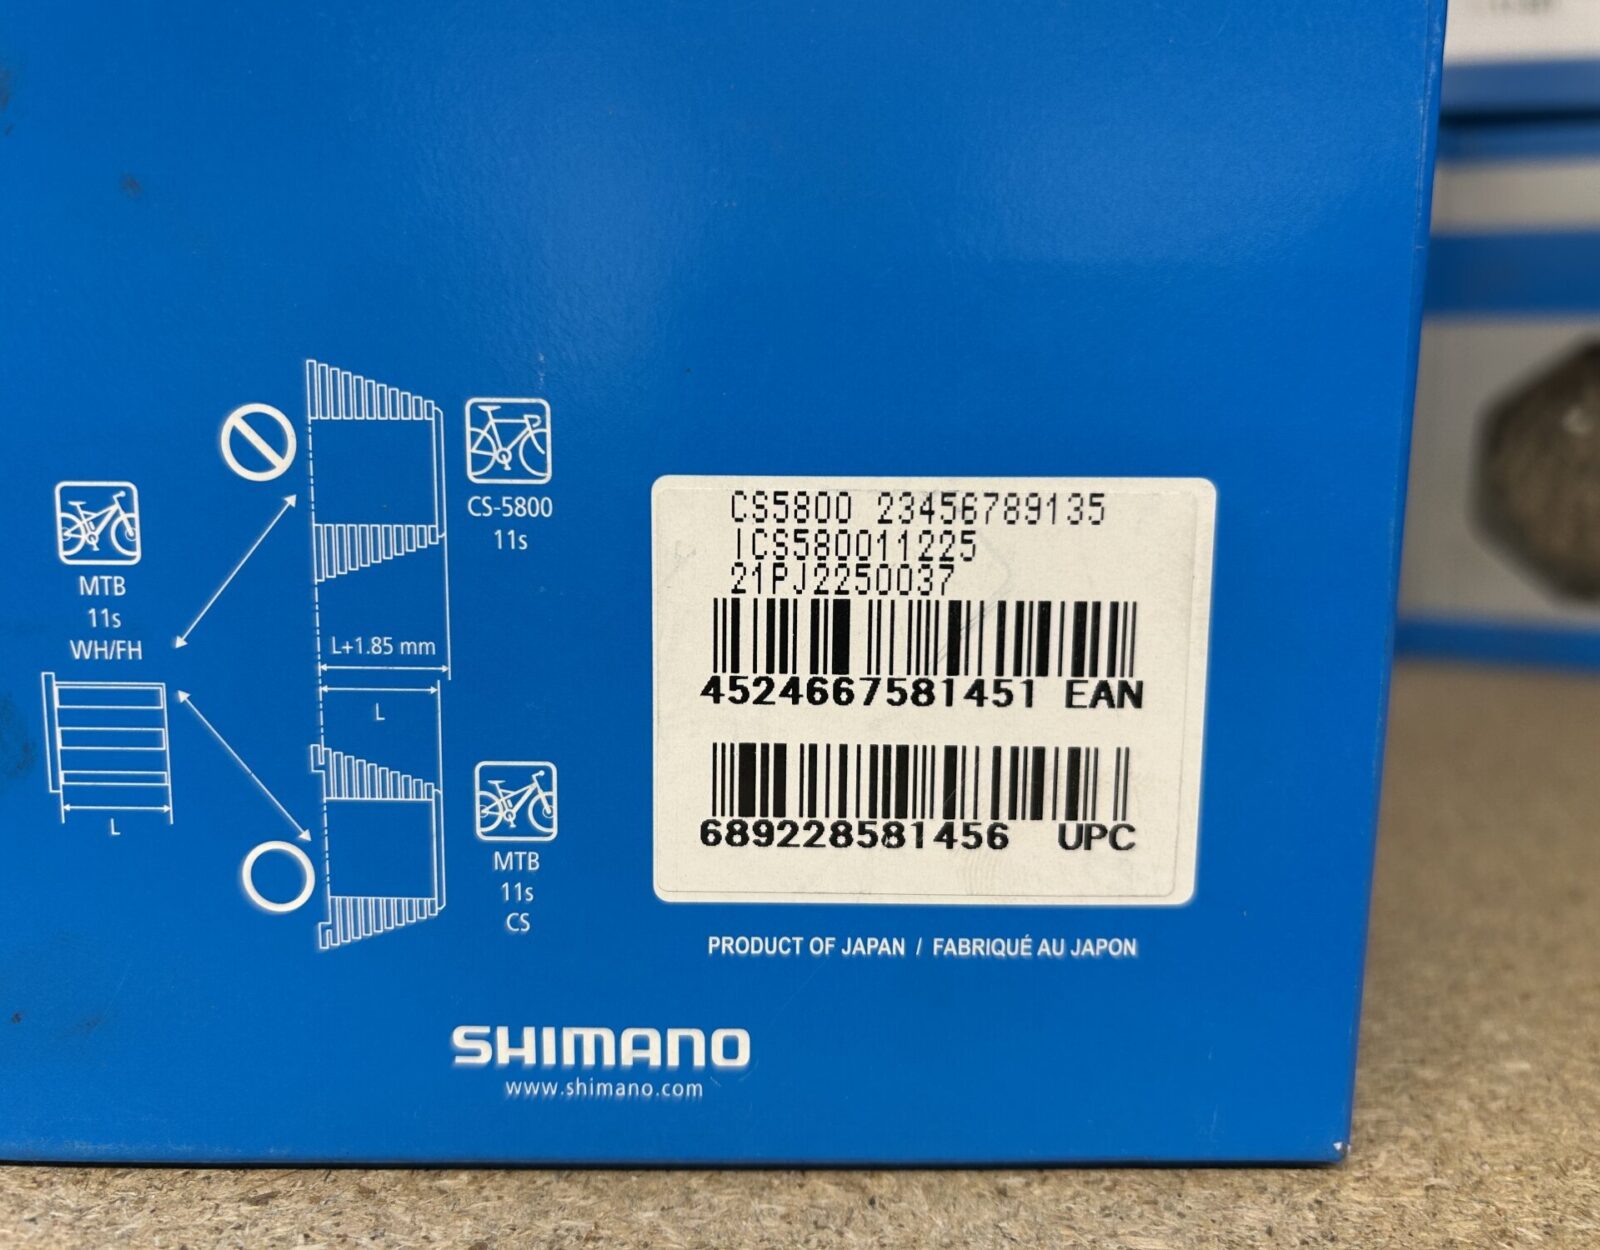 CS-5800
11s
MTB
11s
WH/FH
L+1.85 mm
L
L
MTB
11s
CS
CS5800 23456789135
ICS580011225
21PJ2250037
4524667581451 EAN
689228581456 UPC
PRODUCT OF JAPAN / FABRIQUÉ AU JAPON
SHIMANO
www.shimano.com